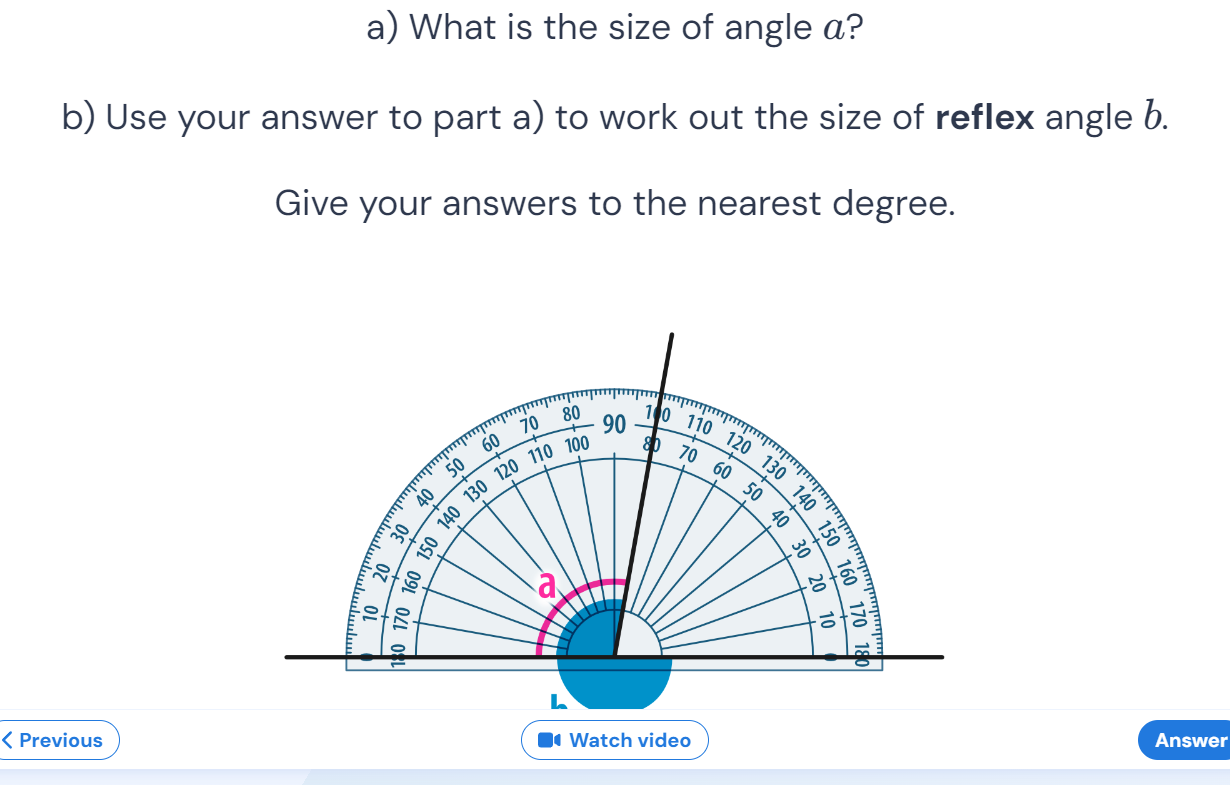 a) What is the size of angle a?
b) Use your answer to part a) to work out the size of reflex angle b.
Give your answers to the nearest degree.
0 10 20 30 40 50 60 70 80 90 100 110 120 130 140 150 160 170 180
180 170 160 150 140 130 120 110 100 80 70 60 50 40 30 20 10 0
a
b
Previous
Watch video
Answer